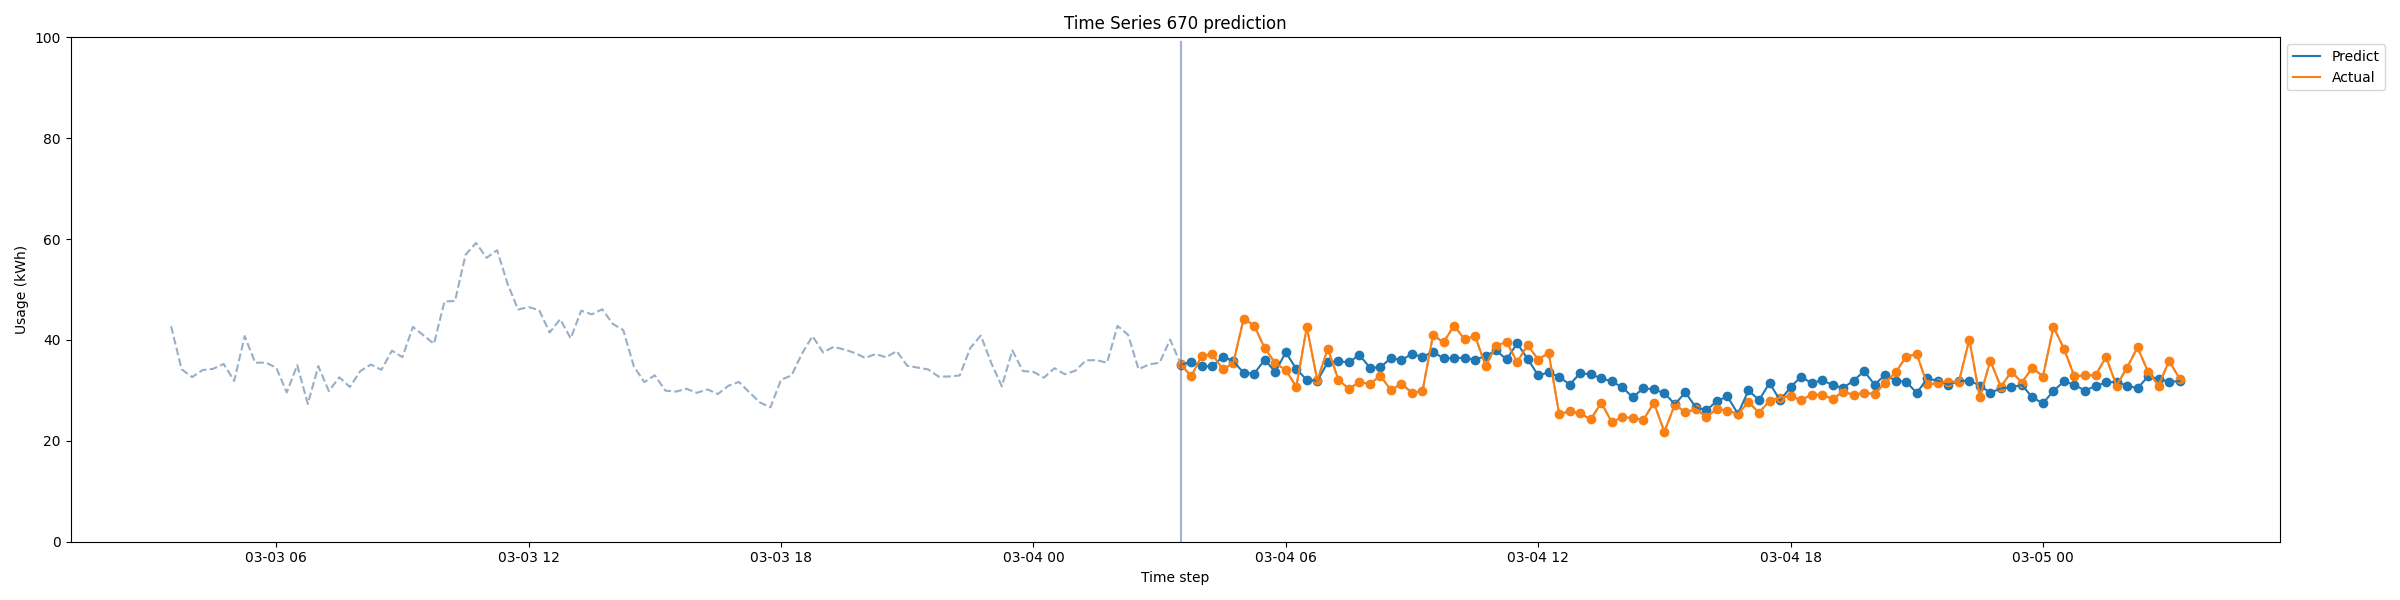 Time Series 670 prediction
100
80
60
40
20
0
Usage (kWh)
03-03 06
03-03 12
03-03 18
03-04 00
03-04 06
03-04 12
03-04 18
03-05 00
Time step
Predict
Actual